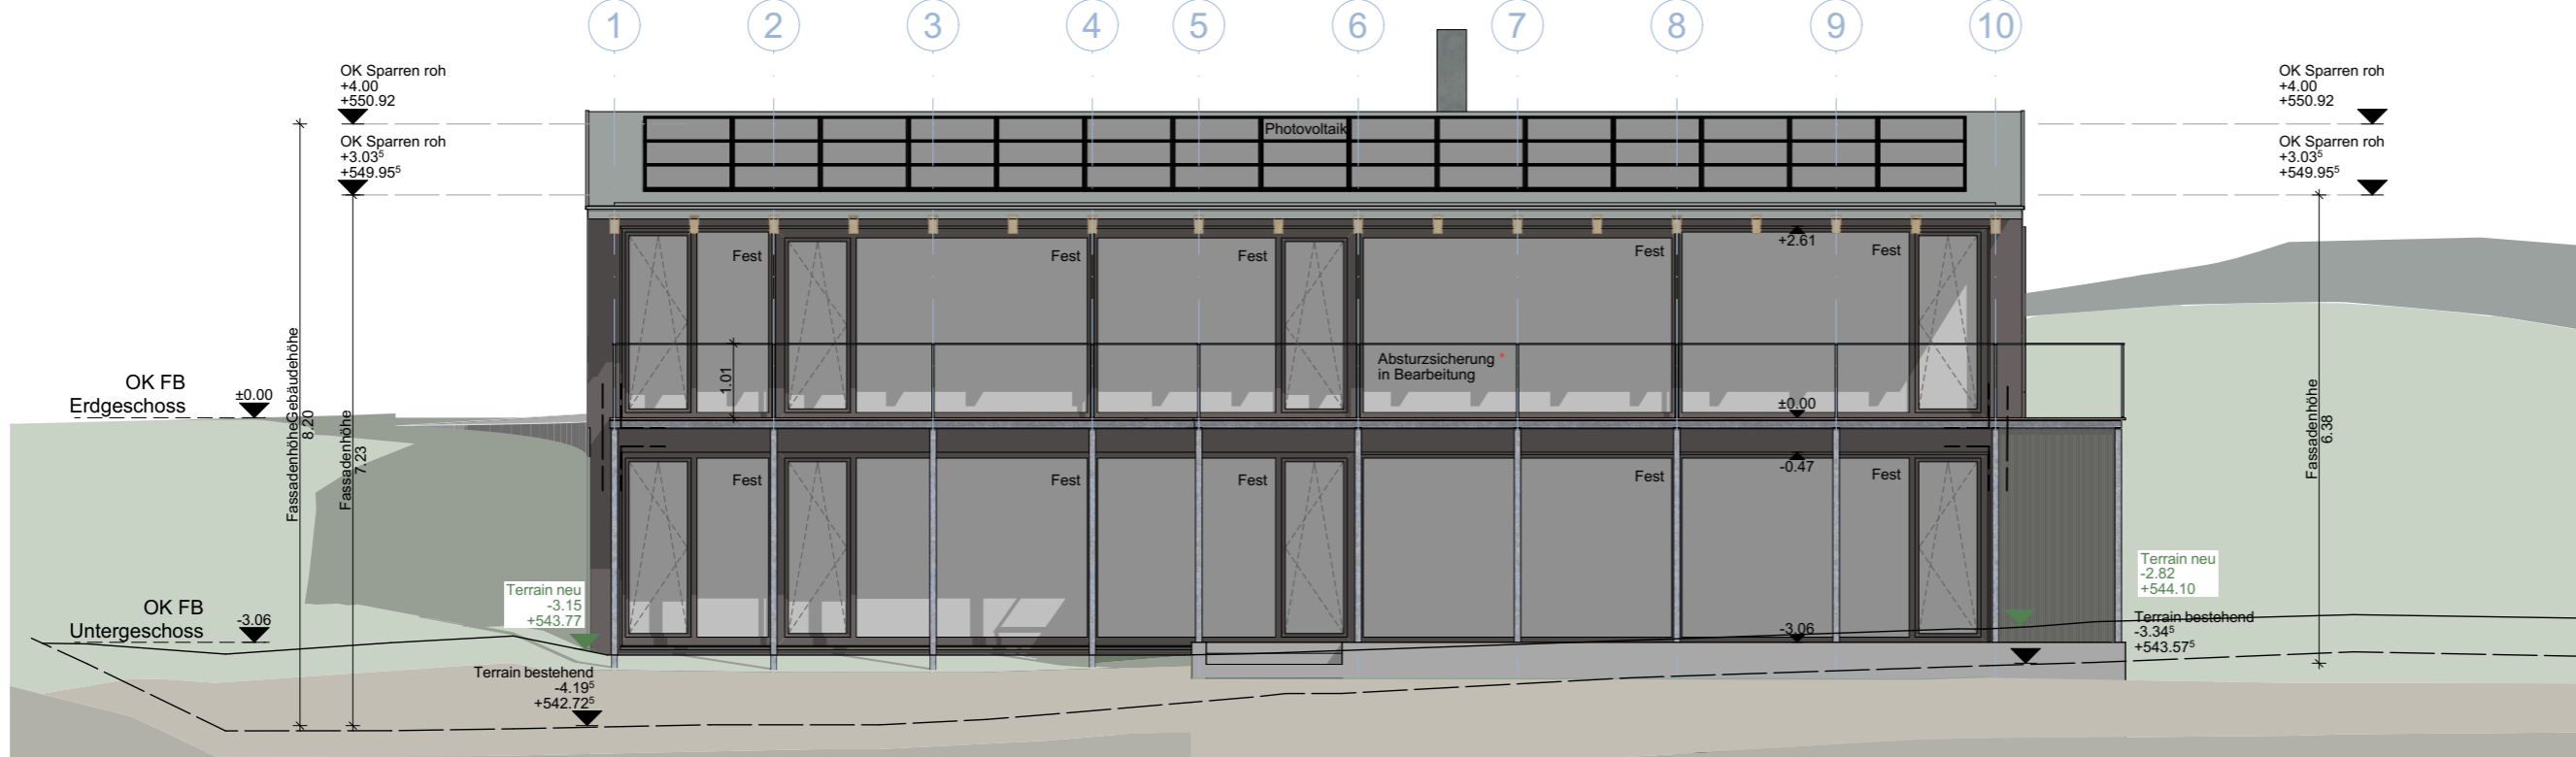 1 2 3 4 5 6 7 8 9 10
OK Sparren roh
+4.00
+550.92
OK Sparren roh
+3.03⁵
+549.95⁵
OK Sparren roh
+4.00
+550.92
OK Sparren roh
+3.03⁵
+549.95⁵
Photovoltaik
Fest
Fest
Fest
Fest
+2.61
Fest
1.01
Absturzsicherung *
in Bearbeitung
±0.00
OK FB
Erdgeschoss
±0.00
Fassadenhöhe
Gebäudehöhe
8.20
Fassadenhöhe
7.23
Fassadenhöhe
6.38
Fest
Fest
Fest
Fest
-0.47
Fest
OK FB
Untergeschoss
-3.06
Terrain neu
-3.15
+543.77
-3.06
Terrain neu
-2.82
+544.10
Terrain bestehend
-3.34⁵
+543.57⁵
Terrain bestehend
-4.19⁵
+542.72⁵